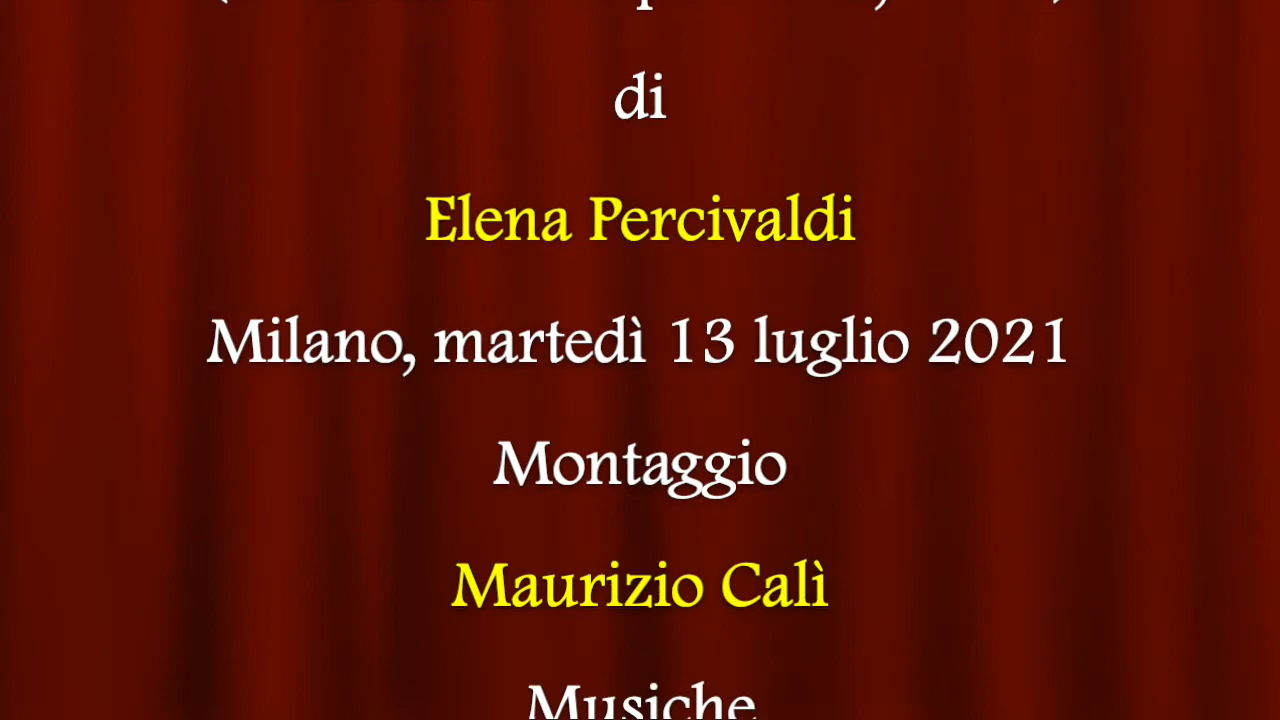 di
Elena Percivaldi
Milano, martedì 13 luglio 2021
Montaggio
Maurizio Calì
Musiche